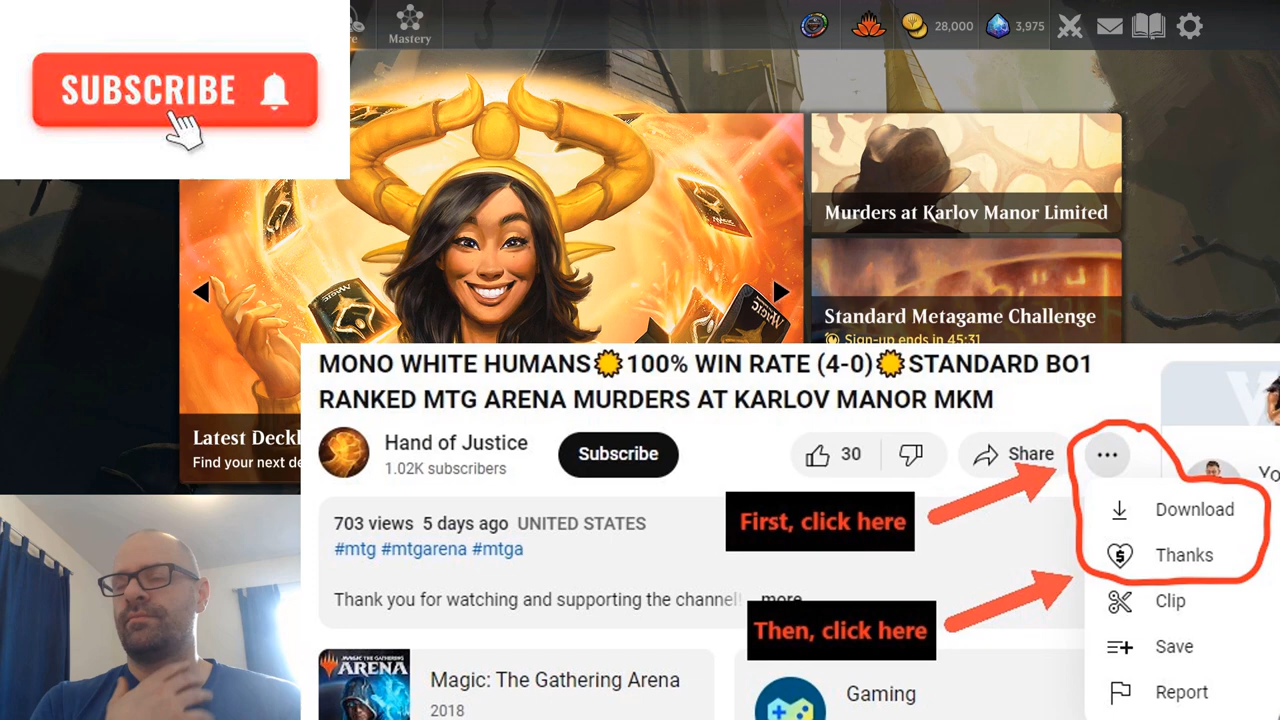 Mastery
28,000
3,975
SUBSCRIBE
Murders at Karlov Manor Limited
Standard Metagame Challenge
Sign-up ends in 45:31
Find your next de
MONO WHITE HUMANS 100% WIN RATE (4-0) STANDARD BO1
RANKED MTG ARENA MURDERS AT KARLOV MANOR MKM
Hand of Justice
1.02K subscribers
Subscribe
30
Share
...
First, click here
Download
Thanks
Clip
Save
Report
703 views 5 days ago UNITED STATES
#mtg #mtgarena #mtga
Thank you for watching and supporting the channel! ...more
Then, click here
MAGIC THE GATHERING
ARENA
Magic: The Gathering Arena
2018
Gaming